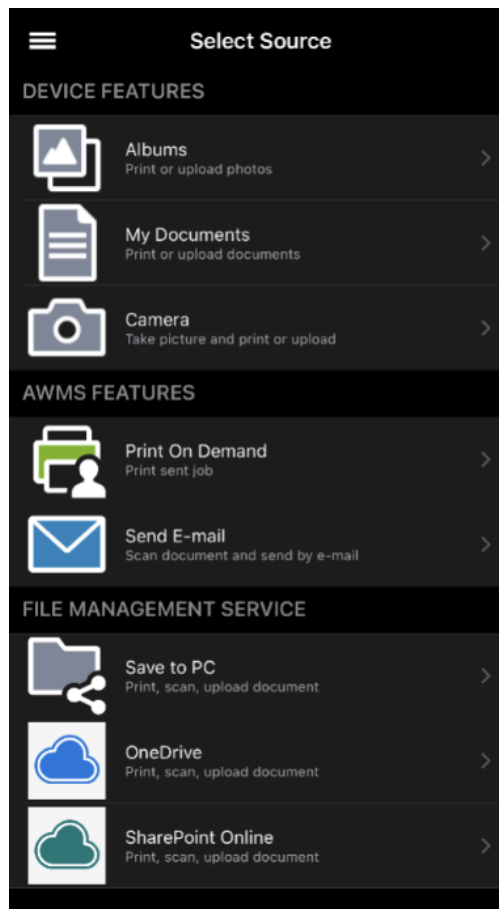 Select Source
DEVICE FEATURES
Albums
Print or upload photos
My Documents
Print or upload documents
Camera
Take picture and print or upload
AWMS FEATURES
Print On Demand
Print sent job
Send E-mail
Scan document and send by e-mail
FILE MANAGEMENT SERVICE
Save to PC
Print, scan, upload document
OneDrive
Print, scan, upload document
SharePoint Online
Print, scan, upload document